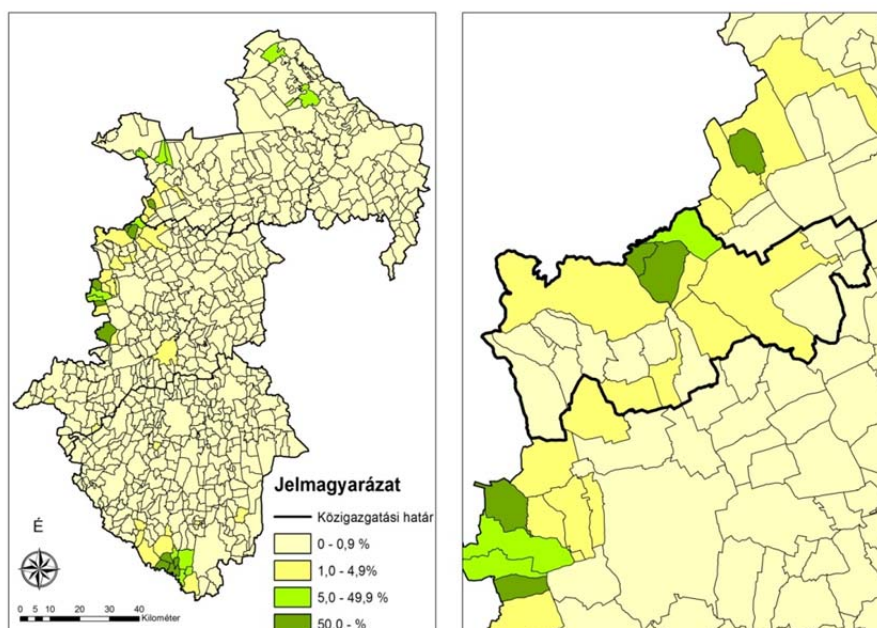 Jelmagyarázat
Közigazgatási határ
0 - 0,9 %
1,0 - 4,9%
5,0 - 49,9 %
50,0 - %
É
0 5 10 20 30 40
Kilométer